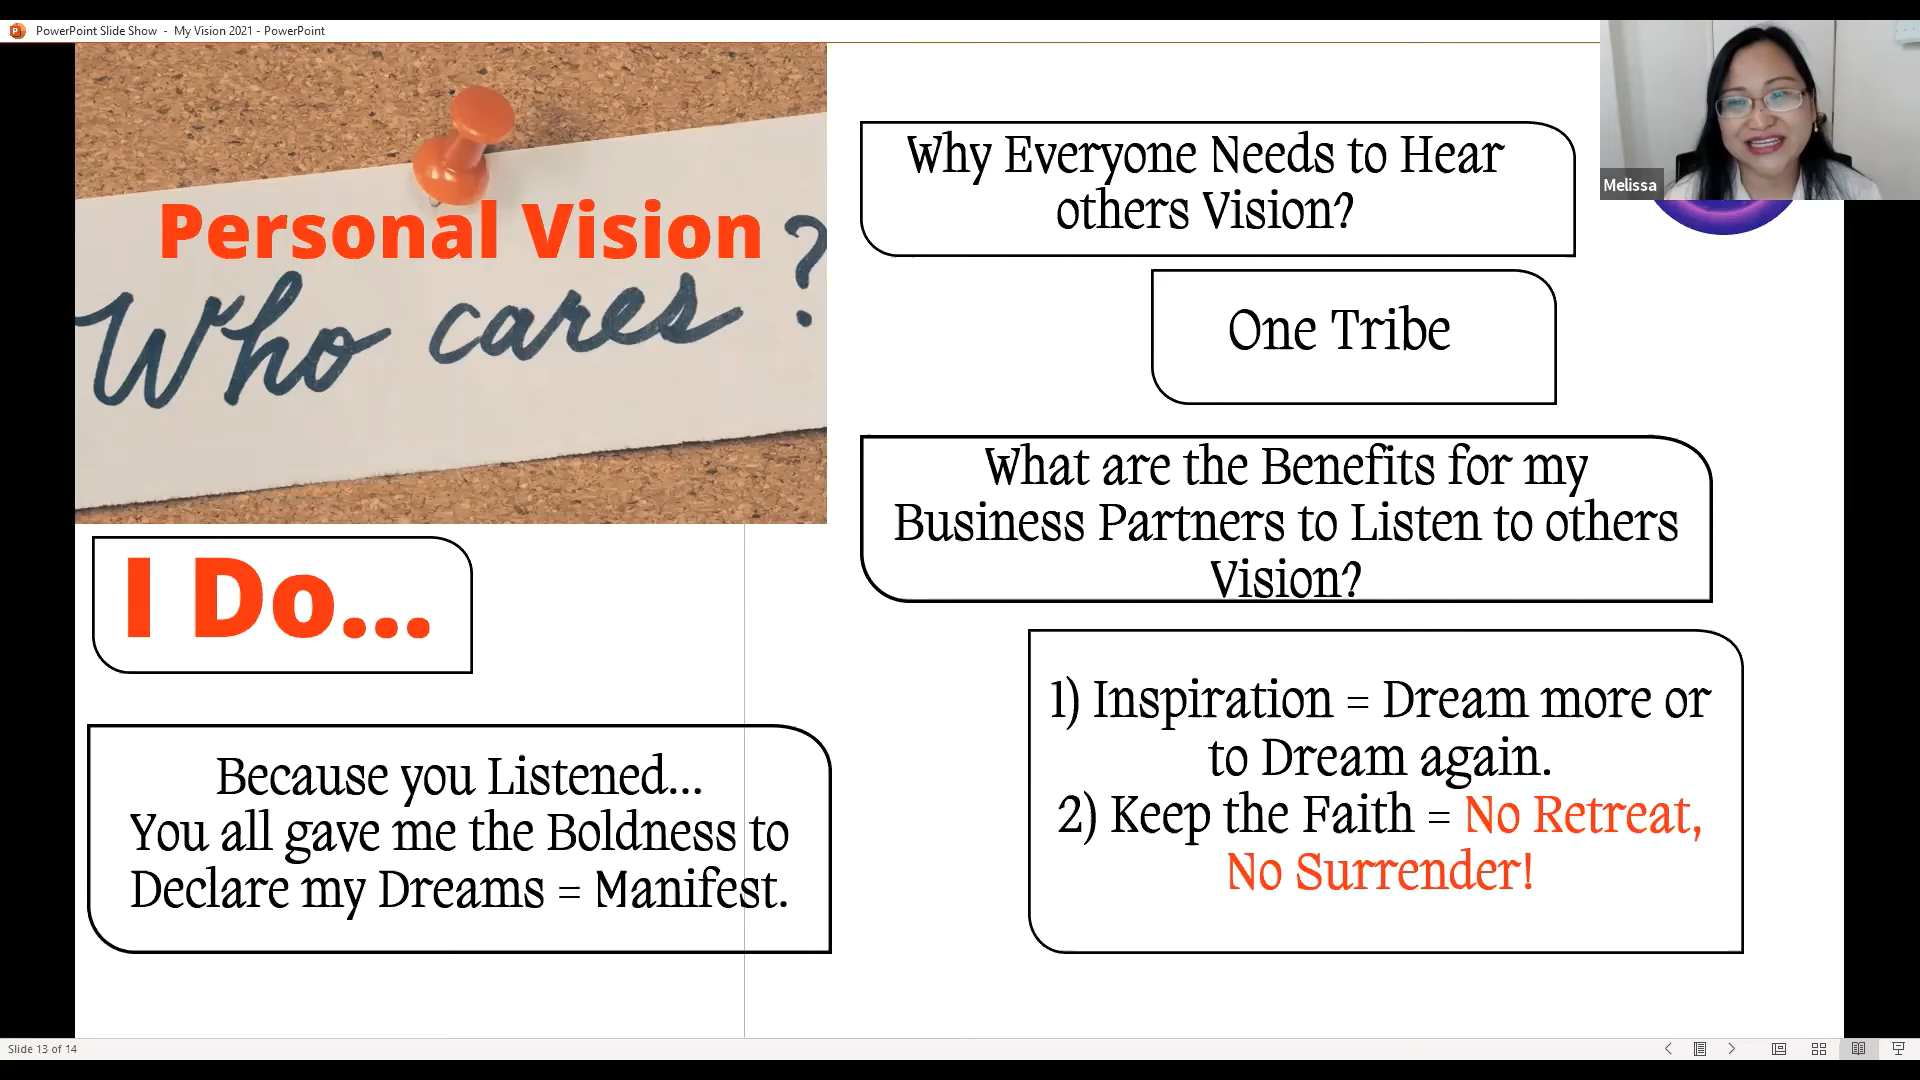 PowerPoint Slide Show - My Vision 2021 - PowerPoint
Personal Vision
Who cares?
I Do...
Because you Listened...
You all gave me the Boldness to
Declare my Dreams = Manifest.
Why Everyone Needs to Hear
others Vision?
One Tribe
What are the Benefits for my
Business Partners to Listen to others
Vision?
1) Inspiration = Dream more or
to Dream again.
2) Keep the Faith = No Retreat,
No Surrender!
Melissa
Slide 13 of 14